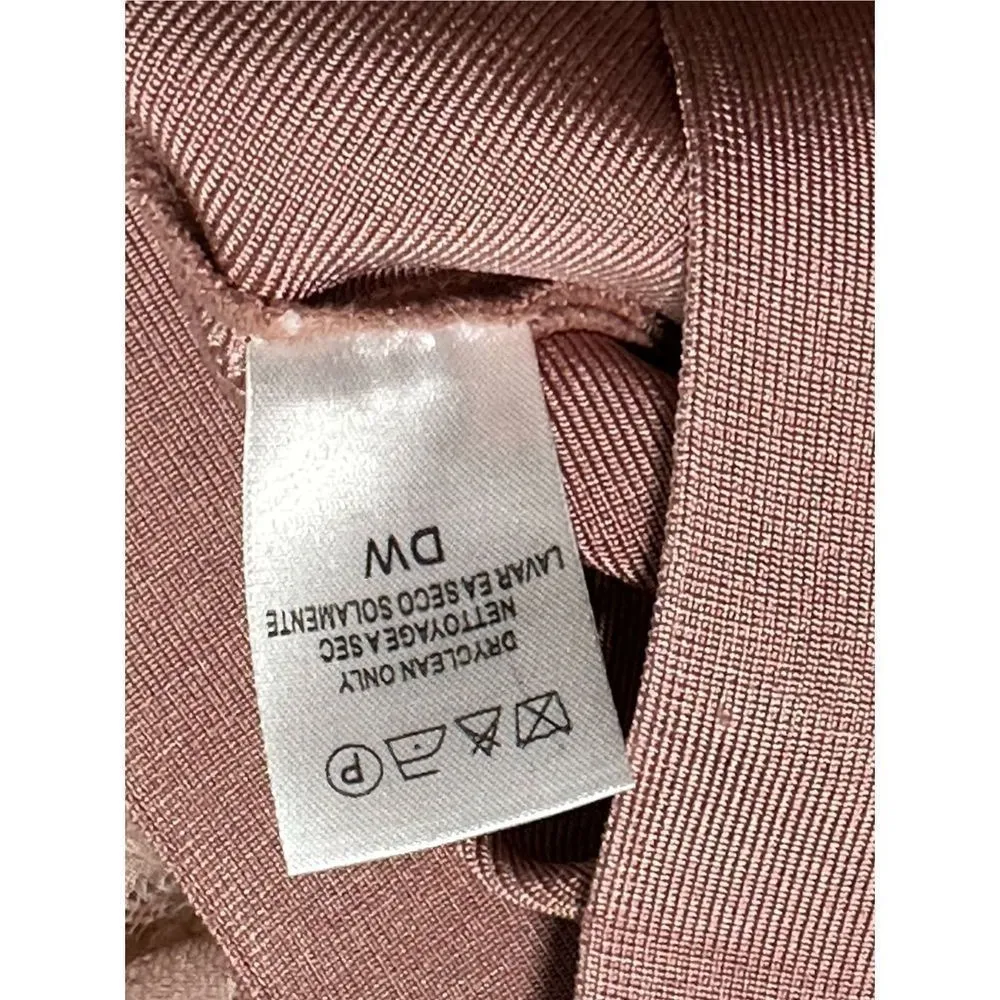 P
DRYCLEAN ONLY
NETTOYAGE A SEC
LAVAR EA SECO SOLAMENTE
DW